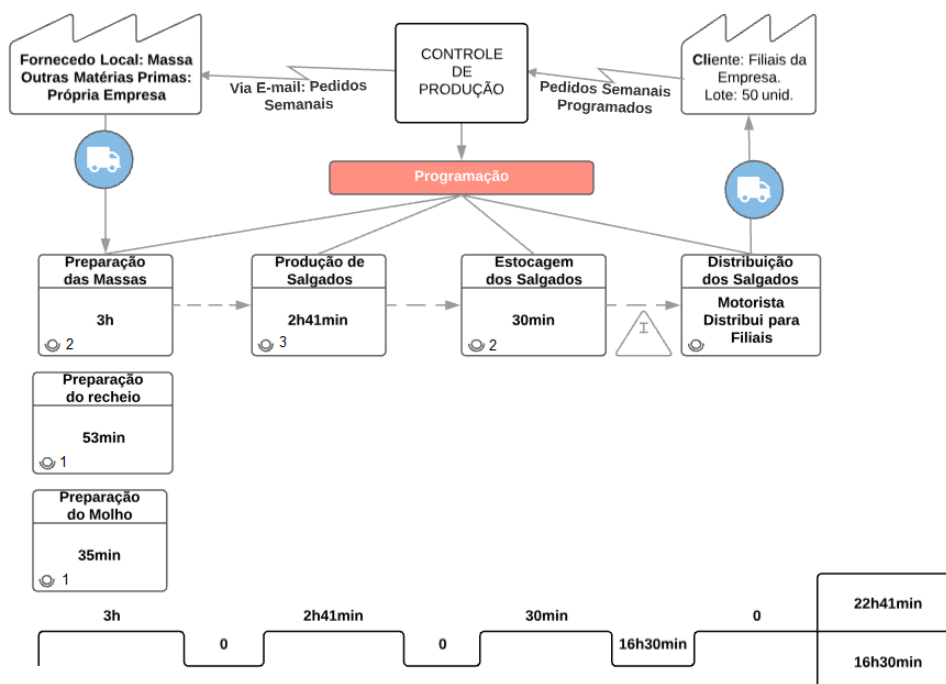 Fornecedo Local: Massa
Outras Matérias Primas:
Própria Empresa
Via E-mail: Pedidos
Semanais
CONTROLE
DE
PRODUÇÃO
Pedidos Semanais
Programados
Cliente: Filiais da
Empresa.
Lote: 50 unid.
Programação
Preparação
das Massas
3h
2
Produção de
Salgados
2h41min
3
Estocagem
dos Salgados
30min
2
I
Distribuição
dos Salgados
Motorista
Distribui para
Filiais
Preparação
do recheio
53min
1
Preparação
do Molho
35min
1
3h
0
2h41min
0
30min
16h30min
0
22h41min
16h30min